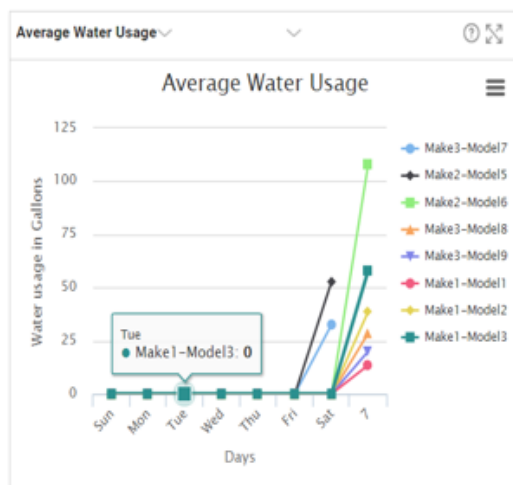 Average Water Usage
Average Water Usage
Water usage in Gallons
125
100
75
50
25
0
Tue
Make1-Model3: 0
Sun
Mon
Tue
Wed
Thu
Fri
Sat
7
Days
Make3-Model7
Make2-Model5
Make2-Model6
Make3-Model8
Make3-Model9
Make1-Model1
Make1-Model2
Make1-Model3